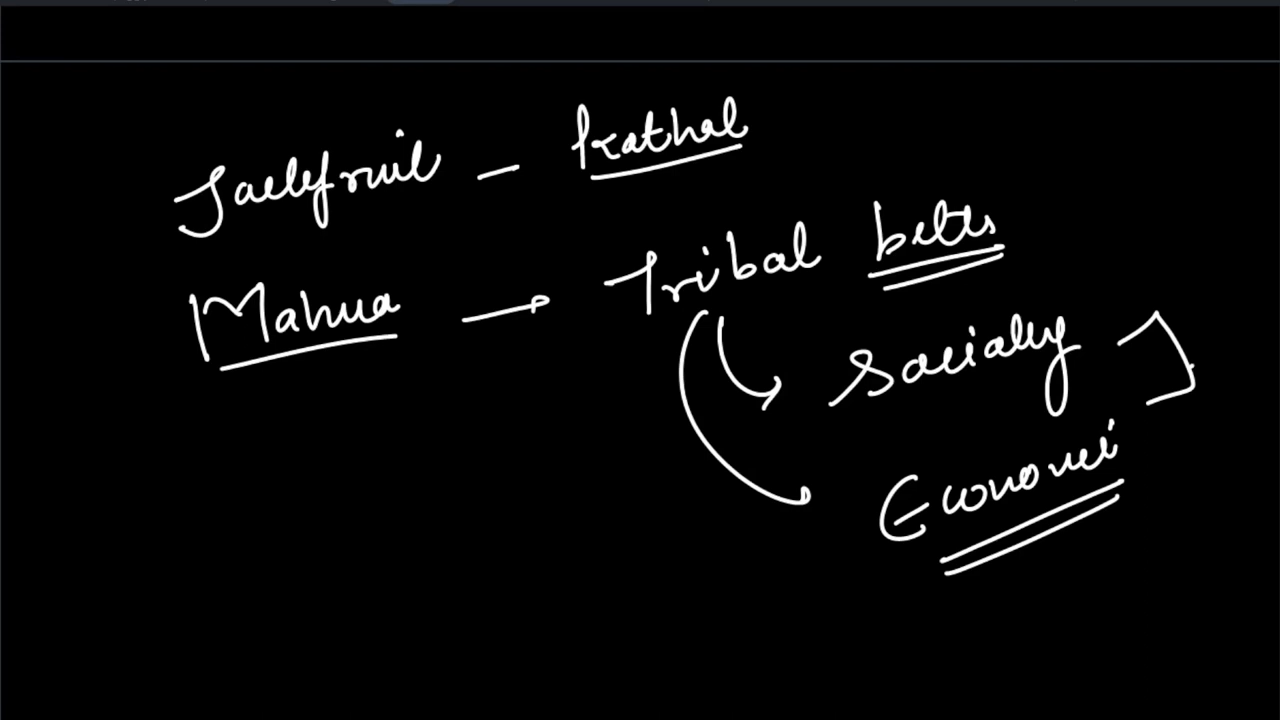 Jackfruit - kathal
Mahua → Tribal belts
Socially ]
Economi